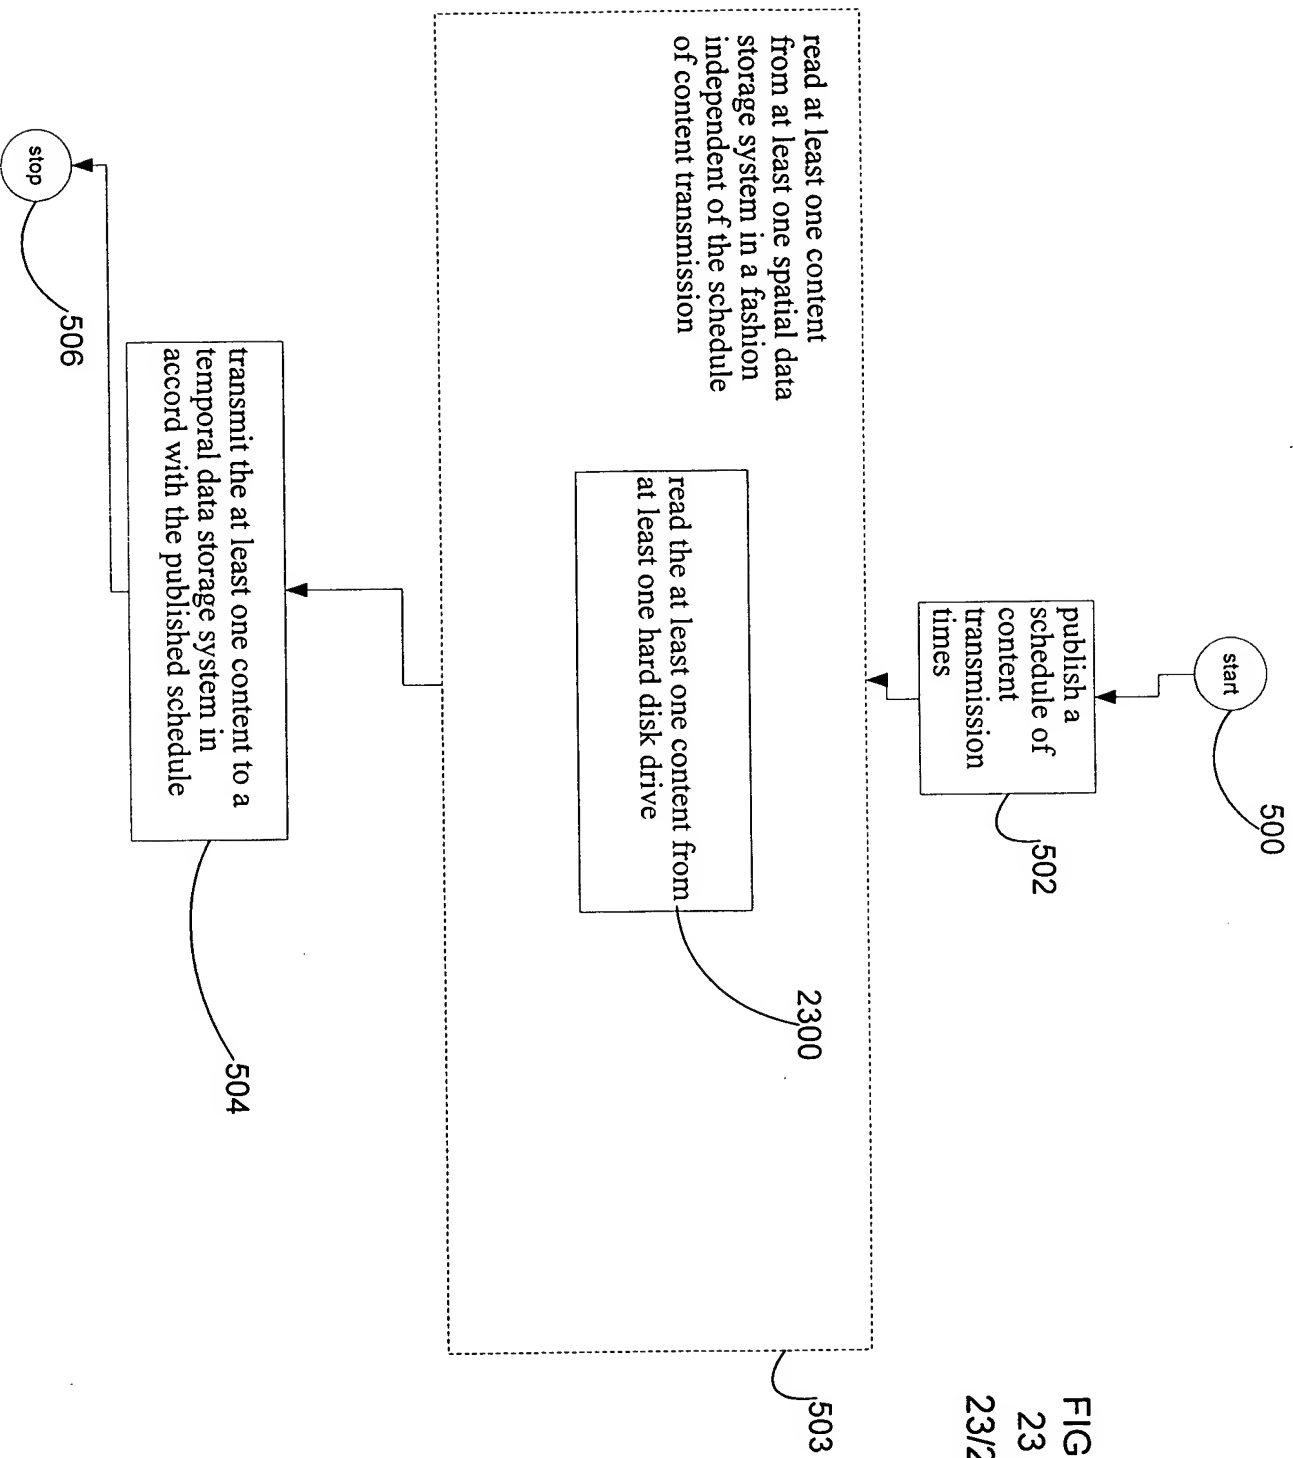 start
500
publish a
schedule of
content
transmission
times
502
read at least one content
from at least one spatial data
storage system in a fashion
independent of the schedule
of content transmission
503
read the at least one content from
at least one hard disk drive
2300
transmit the at least one content to a
temporal data storage system in
accord with the published schedule
504
stop
506
FIG
23
23/2